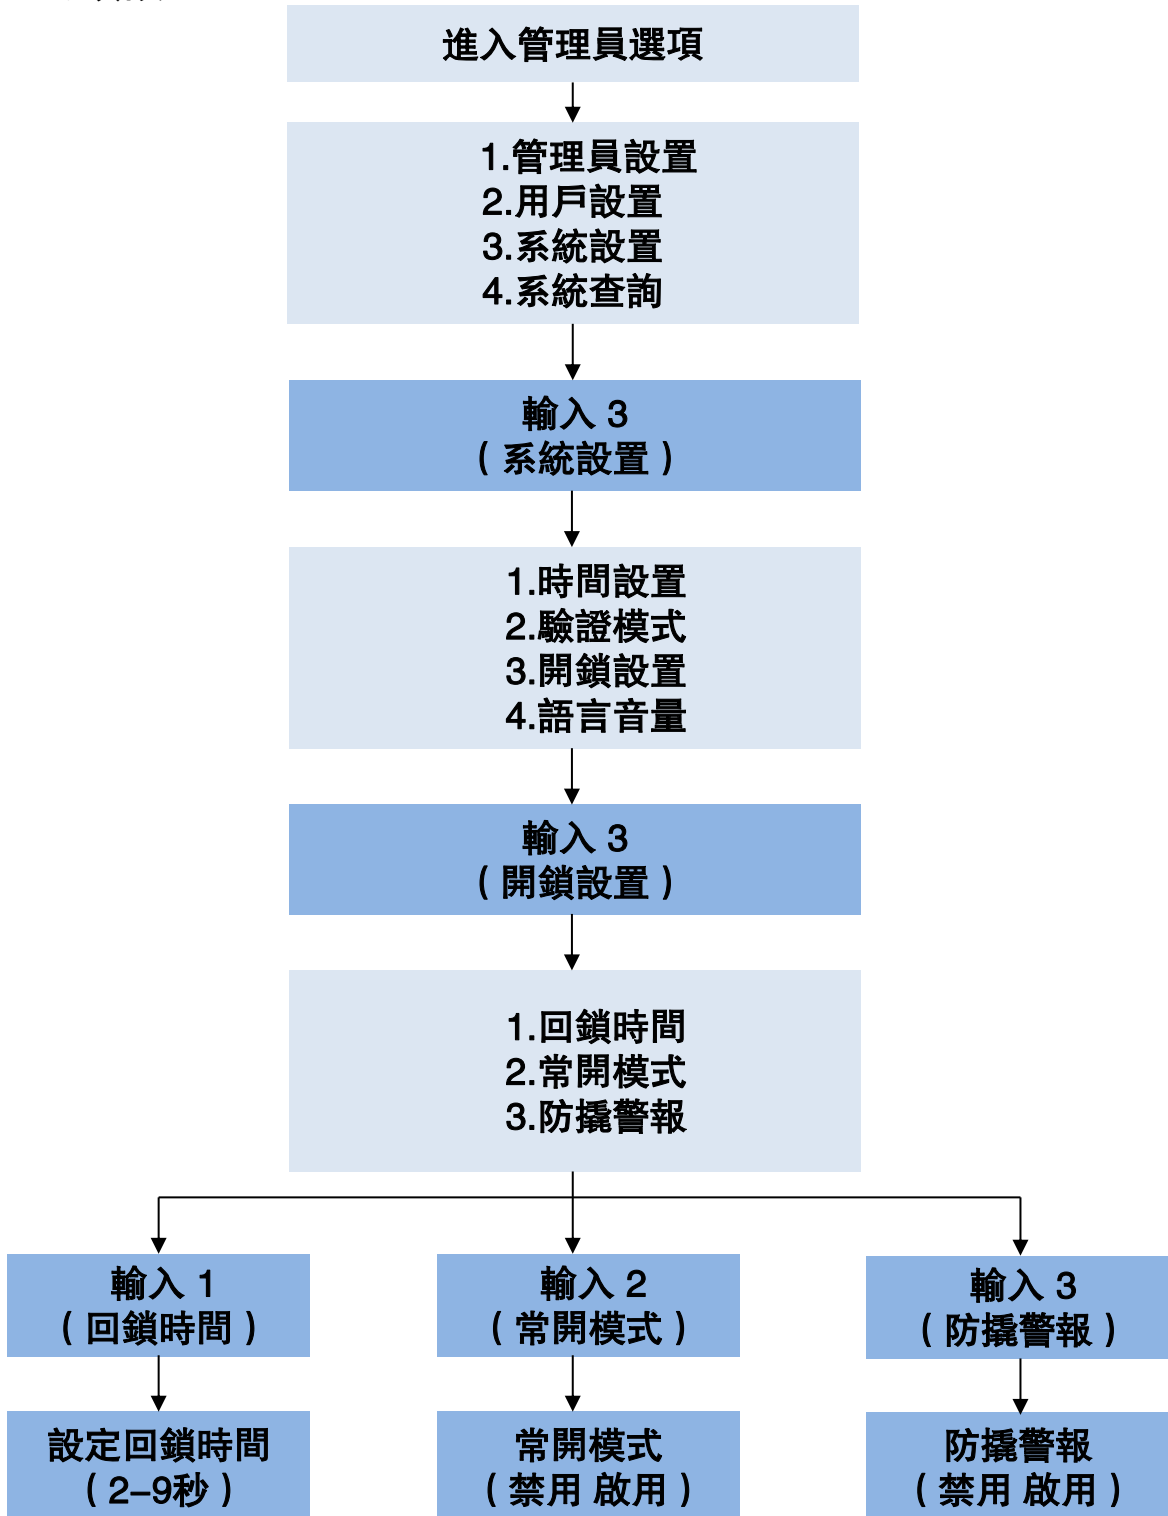 進入管理員選項
1.管理員設置
2.用戶設置
3.系統設置
4.系統查詢
輸入 3
( 系統設置 )
1.時間設置
2.驗證模式
3.開鎖設置
4.語言音量
輸入 3
( 開鎖設置 )
1.回鎖時間
2.常開模式
3.防撬警報
輸入 1
( 回鎖時間 )
輸入 2
( 常開模式 )
輸入 3
( 防撬警報 )
設定回鎖時間
( 2–9秒 )
常開模式
( 禁用 啟用 )
防撬警報
( 禁用 啟用 )